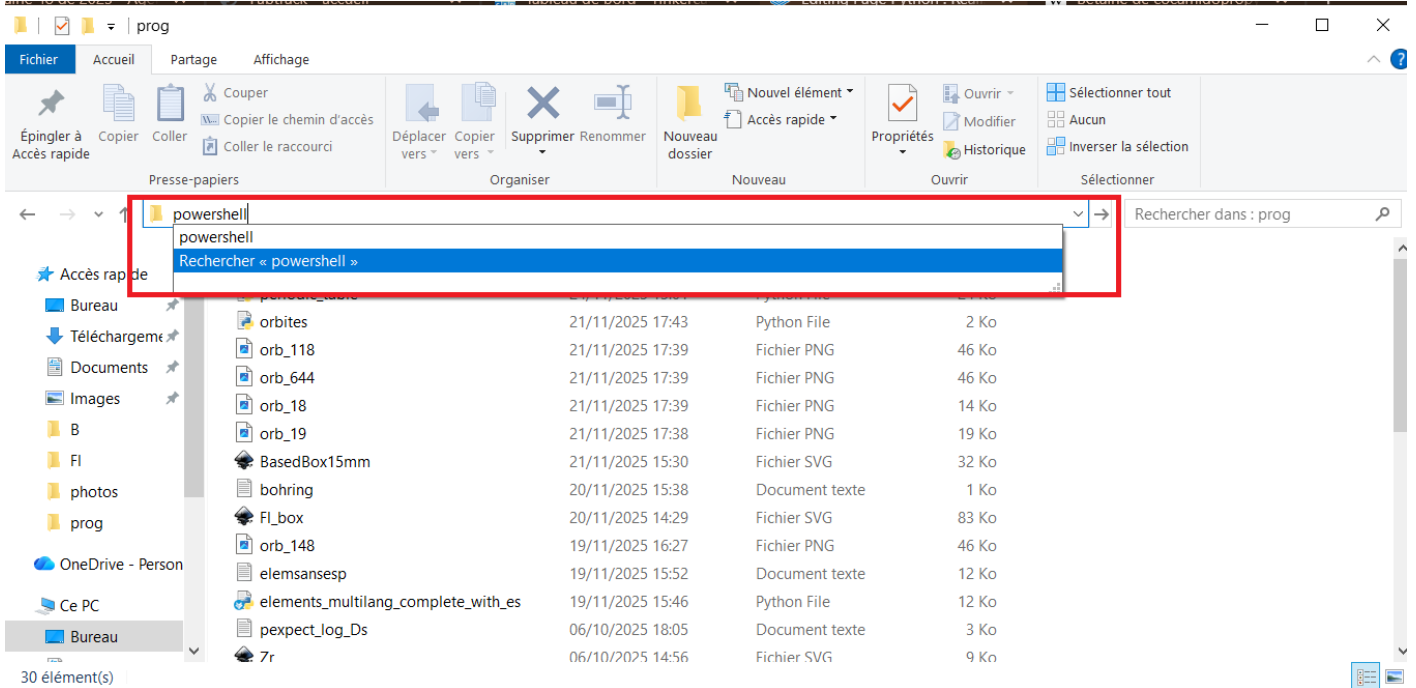 prog
Fichier Accueil Partage Affichage
Épingler à Accès rapide
Copier
Coller
Couper
Copier le chemin d'accès
Coller le raccourci
Déplacer vers
Copier vers
Supprimer
Renommer
Nouveau dossier
Nouvel élément
Accès rapide
Propriétés
Ouvrir
Modifier
Historique
Sélectionner tout
Aucun
Inverser la sélection
Presse-papiers Organiser Nouveau Ouvrir Sélectionner
powershell
Rechercher dans : prog
powershell
Rechercher « powershell »
Accès rapide
Bureau
Téléchargeme
Documents
Images
B
FI
photos
prog
OneDrive - Person
Ce PC
Bureau
orbites 21/11/2025 17:43 Python File 2 Ko
orb_118 21/11/2025 17:39 Fichier PNG 46 Ko
orb_644 21/11/2025 17:39 Fichier PNG 46 Ko
orb_18 21/11/2025 17:39 Fichier PNG 14 Ko
orb_19 21/11/2025 17:38 Fichier PNG 19 Ko
BasedBox15mm 21/11/2025 15:30 Fichier SVG 32 Ko
bohring 20/11/2025 15:38 Document texte 1 Ko
FI_box 20/11/2025 14:29 Fichier SVG 83 Ko
orb_148 19/11/2025 16:27 Fichier PNG 46 Ko
elemsansesp 19/11/2025 15:52 Document texte 12 Ko
elements_multilang_complete_with_es 19/11/2025 15:46 Python File 12 Ko
pexpect_log_Ds 06/10/2025 18:05 Document texte 3 Ko
Zr 06/10/2025 14:56 Fichier SVG 9 Ko
30 élément(s)